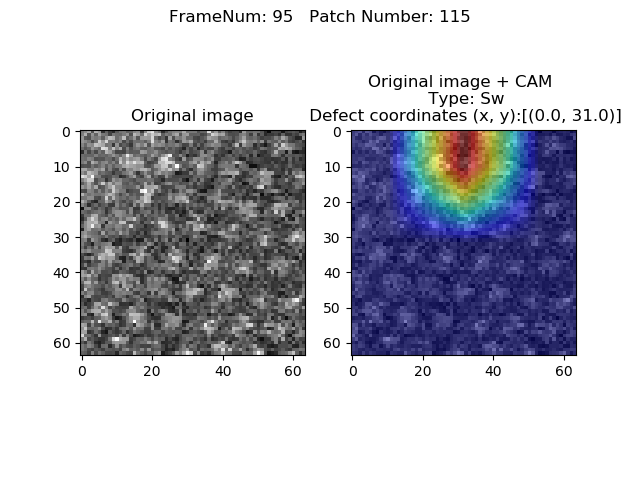 FrameNum: 95   Patch Number: 115
Original image
0
10
20
30
40
50
60
0 20 40 60
Original image + CAM
Type: Sw
Defect coordinates (x, y):[(0.0, 31.0)]
0
10
20
30
40
50
60
0 20 40 60